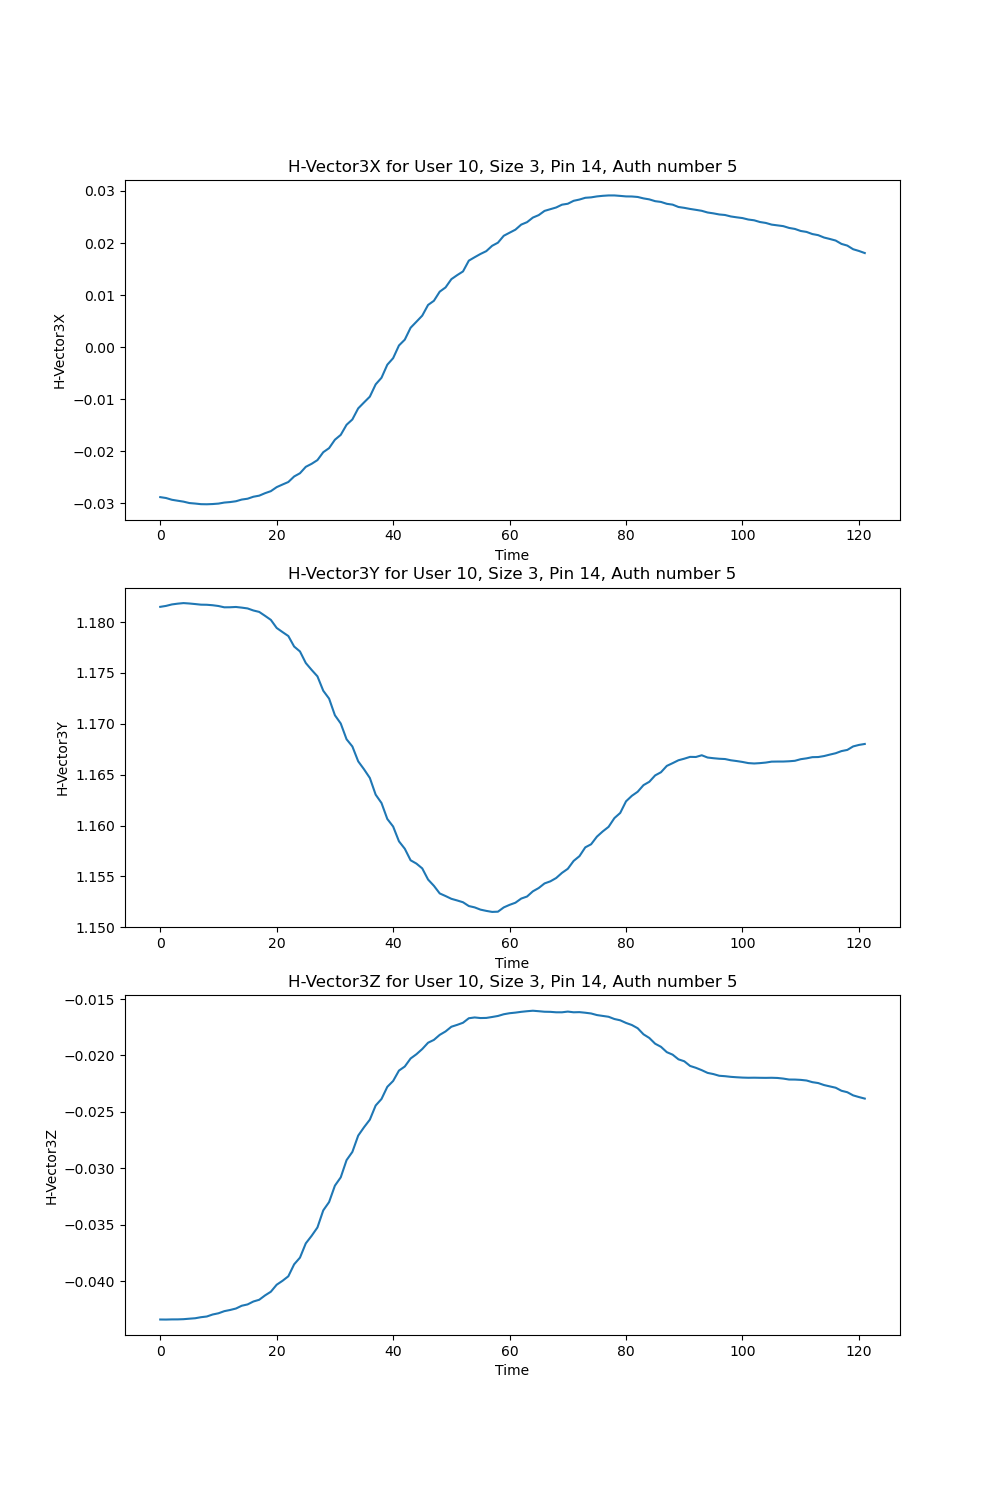 H-Vector3X for User 10, Size 3, Pin 14, Auth number 5
0.03
0.02
0.01
0.00
−0.01
−0.02
−0.03
H-Vector3X
0 20 40 60 80 100 120
Time
H-Vector3Y for User 10, Size 3, Pin 14, Auth number 5
1.180
1.175
1.170
1.165
1.160
1.155
1.150
H-Vector3Y
0 20 40 60 80 100 120
Time
H-Vector3Z for User 10, Size 3, Pin 14, Auth number 5
−0.015
−0.020
−0.025
−0.030
−0.035
−0.040
H-Vector3Z
0 20 40 60 80 100 120
Time